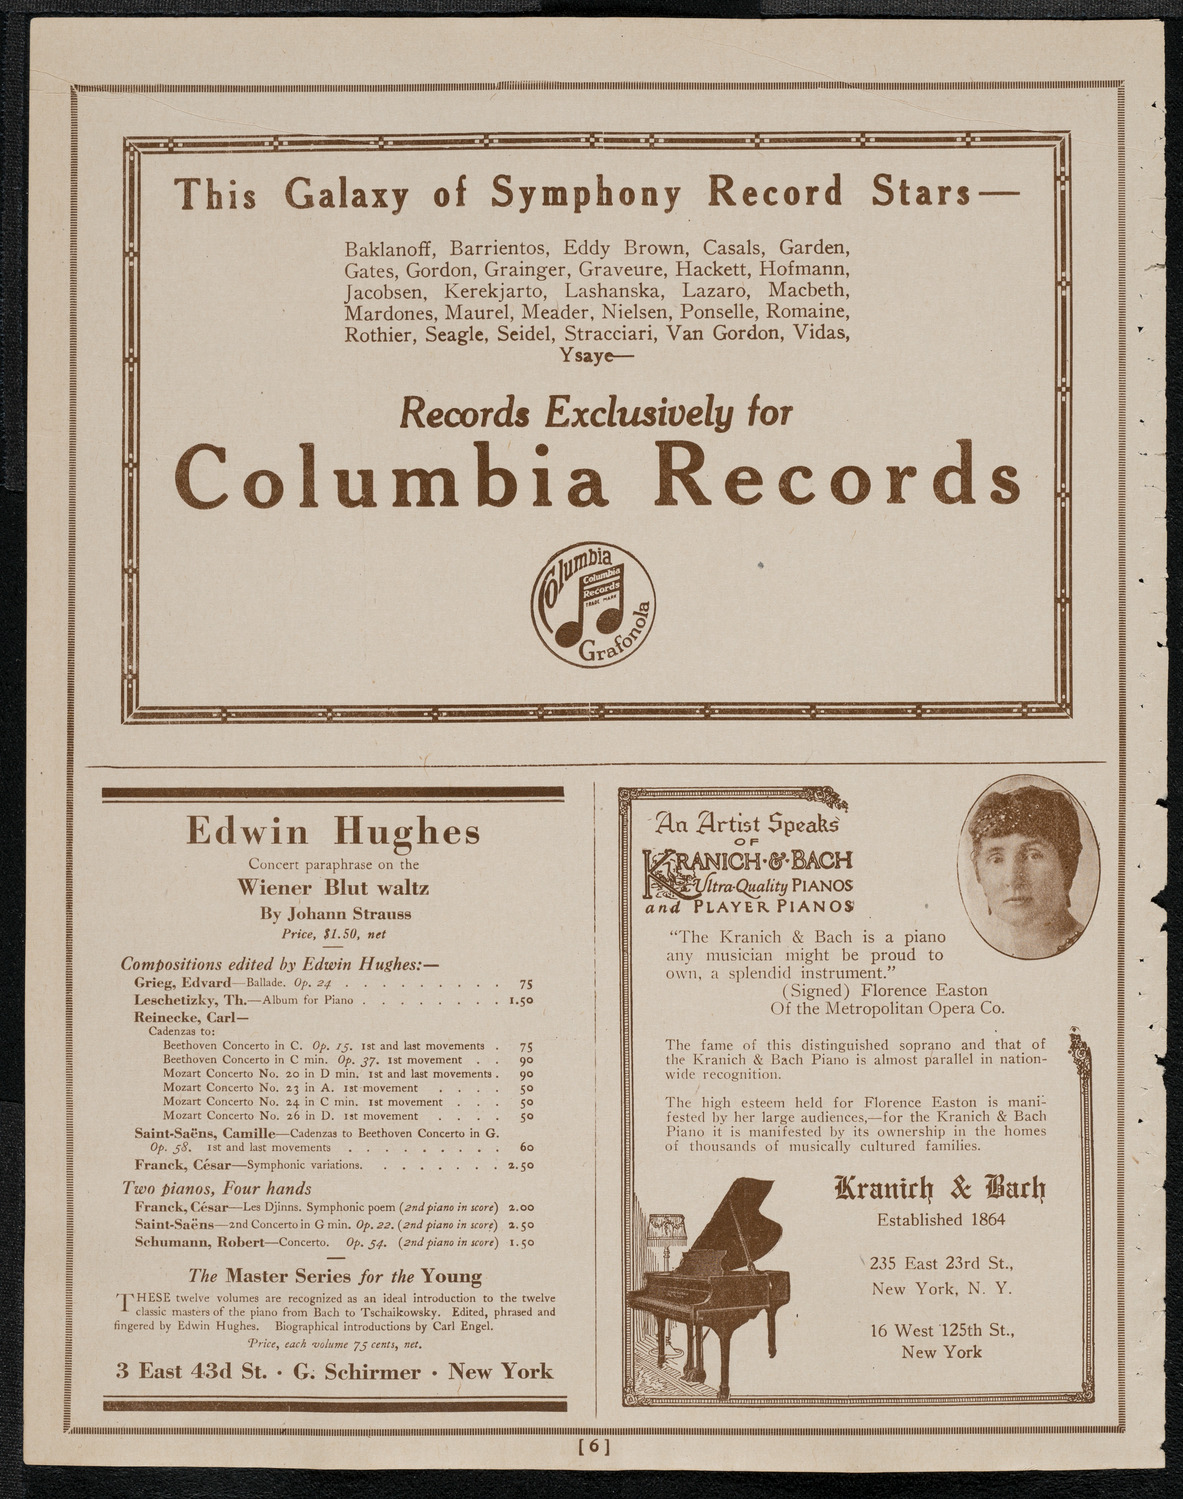 This Galaxy of Symphony Record Stars—
Baklanoff, Barrientos, Eddy Brown, Casals, Garden,
Gates, Gordon, Grainger, Graveure, Hackett, Hofmann,
Jacobsen, Kerekjarto, Lashanska, Lazaro, Macbeth,
Mardones, Maurel, Meader, Nielsen, Ponselle, Romaine,
Rothier, Seagle, Seidel, Stracciari, Van Gordon, Vidas,
Ysaye—
Records Exclusively for
Columbia Records
Columbia
Columbia
Records
TRADE MARK
Grafonola
Edwin Hughes
Concert paraphrase on the
Wiener Blut waltz
By Johann Strauss
Price, $1.50, net
Compositions edited by Edwin Hughes:—
Grieg, Edvard—Ballade. Op. 24 . . . . . . . . . 75
Leschetizky, Th.—Album for Piano . . . . . . . . 1.50
Reinecke, Carl—
Cadenzas to:
Beethoven Concerto in C. Op. 15. 1st and last movements . 75
Beethoven Concerto in C min. Op. 37. 1st movement . . 90
Mozart Concerto No. 20 in D min. 1st and last movements . 90
Mozart Concerto No. 23 in A. 1st movement . . . . 50
Mozart Concerto No. 24 in C min. 1st movement . . . 50
Mozart Concerto No. 26 in D. 1st movement . . . . 50
Saint-Saëns, Camille—Cadenzas to Beethoven Concerto in G.
Op. 58. 1st and last movements . . . . . . . . . 60
Franck, César—Symphonic variations. . . . . . . . 2.50
Two pianos, Four hands
Franck, César—Les Djinns. Symphonic poem (2nd piano in score) 2.00
Saint-Saëns—2nd Concerto in G min. Op. 22. (2nd piano in score) 2.50
Schumann, Robert—Concerto. Op. 54. (2nd piano in score) 1.50
The Master Series for the Young
THESE twelve volumes are recognized as an ideal introduction to the twelve
classic masters of the piano from Bach to Tschaikowsky. Edited, phrased and
fingered by Edwin Hughes. Biographical introductions by Carl Engel.
Price, each volume 75 cents, net.
3 East 43d St. · G. Schirmer · New York
An Artist Speaks
OF
KRANICH·&·BACH
Ultra-Quality PIANOS
and PLAYER PIANOS
"The Kranich & Bach is a piano
any musician might be proud to
own, a splendid instrument."
(Signed) Florence Easton
Of the Metropolitan Opera Co.
The fame of this distinguished soprano and that of
the Kranich & Bach Piano is almost parallel in nation-
wide recognition.
The high esteem held for Florence Easton is mani-
fested by her large audiences,—for the Kranich & Bach
Piano it is manifested by its ownership in the homes
of thousands of musically cultured families.
Kranich & Bach
Established 1864
235 East 23rd St.,
New York, N. Y.
16 West 125th St.,
New York
[ 6 ]